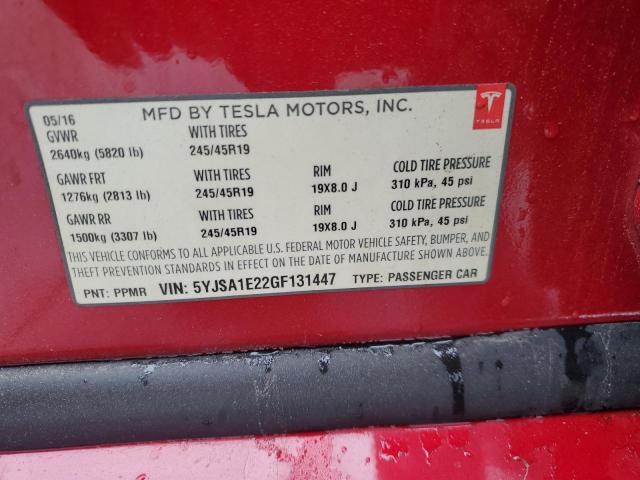 05/16 MFD BY TESLA MOTORS, INC.
TESLA
GVWR WITH TIRES
2640kg (5820 lb) 245/45R19
GAWR FRT WITH TIRES RIM COLD TIRE PRESSURE
1276kg (2813 lb) 245/45R19 19X8.0 J 310 kPa, 45 psi
GAWR RR WITH TIRES RIM COLD TIRE PRESSURE
1500kg (3307 lb) 245/45R19 19X8.0 J 310 kPa, 45 psi
THIS VEHICLE CONFORMS TO ALL APPLICABLE U.S. FEDERAL MOTOR VEHICLE SAFETY, BUMPER, AND
THEFT PREVENTION STANDARDS IN EFFECT ON THE DATE OF MANUFACTURE SHOWN ABOVE.
PNT: PPMR VIN: 5YJSA1E22GF131447 TYPE: PASSENGER CAR